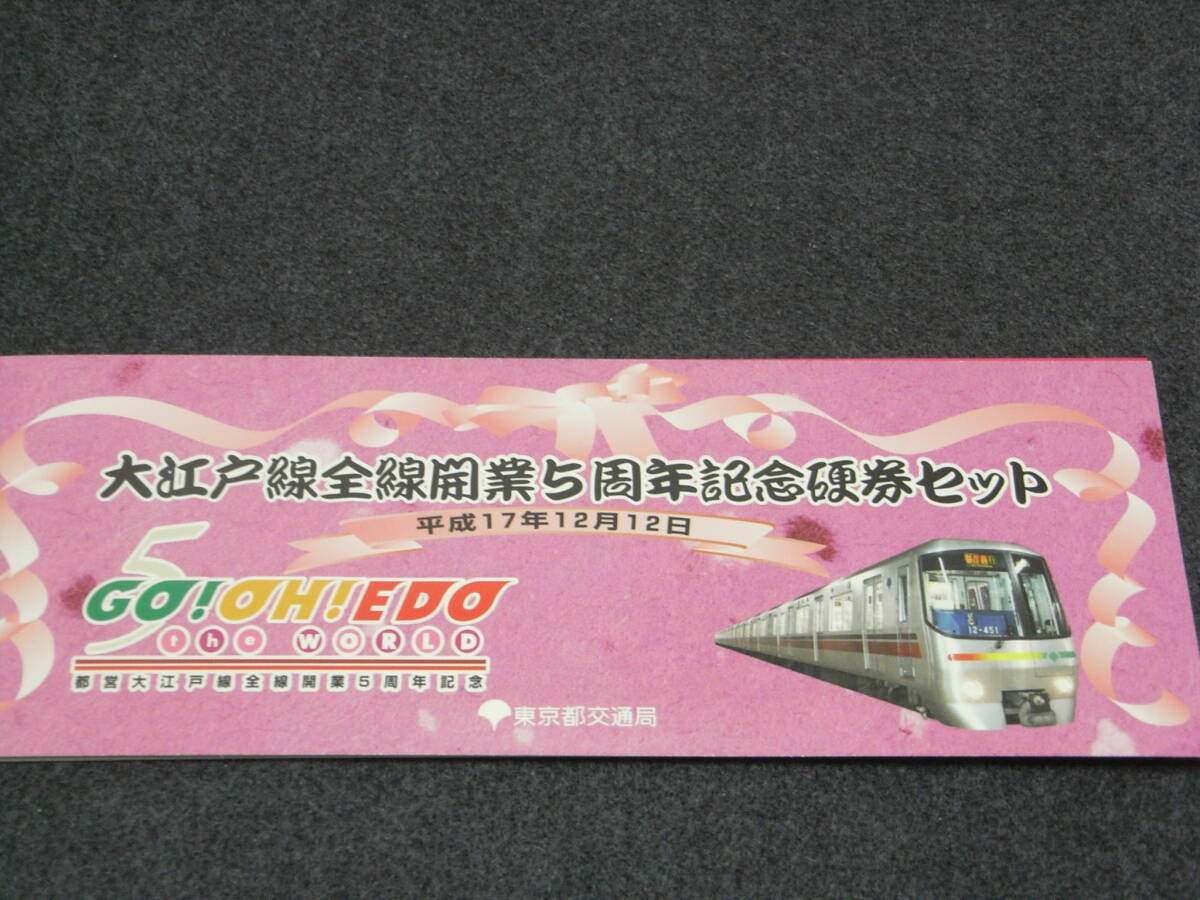 大江戸線全線開業5周年記念硬券セット
平成17年12月12日
5
GO!OH!EDO
the WORLD
都営大江戸線全線開業5周年記念
東京都交通局
12-451